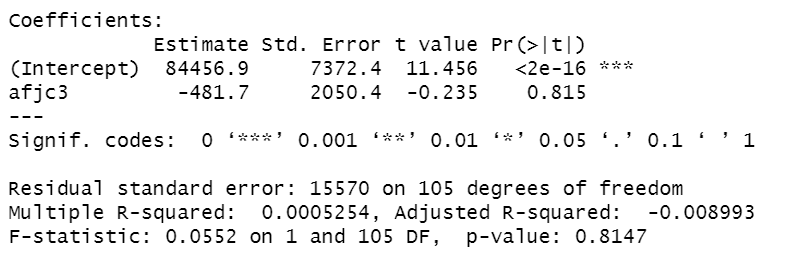 Coefficients:
Estimate Std. Error t value Pr(>|t|)
(Intercept) 84456.9 7372.4 11.456 <2e-16 ***
afjc3 -481.7 2050.4 -0.235 0.815
---
Signif. codes: 0 ‘***’ 0.001 ‘**’ 0.01 ‘*’ 0.05 ‘.’ 0.1 ‘ ’ 1
Residual standard error: 15570 on 105 degrees of freedom
Multiple R-squared: 0.0005254, Adjusted R-squared: -0.008993
F-statistic: 0.0552 on 1 and 105 DF, p-value: 0.8147